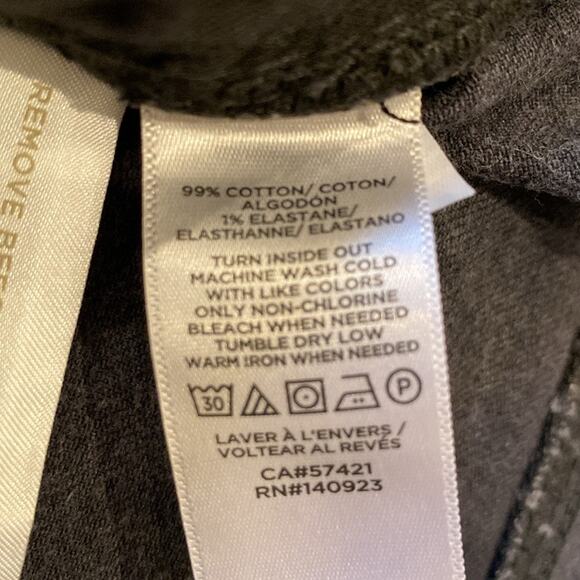 REMOVE BEFO
99% COTTON/ COTON/
ALGODÓN
1% ELASTANE/
ELASTHANNE/ ELASTANO
TURN INSIDE OUT
MACHINE WASH COLD
WITH LIKE COLORS
ONLY NON-CHLORINE
BLEACH WHEN NEEDED
TUMBLE DRY LOW
WARM IRON WHEN NEEDED
30 P
LAVER À L'ENVERS /
VOLTEAR AL REVÉS
CA#57421
RN#140923